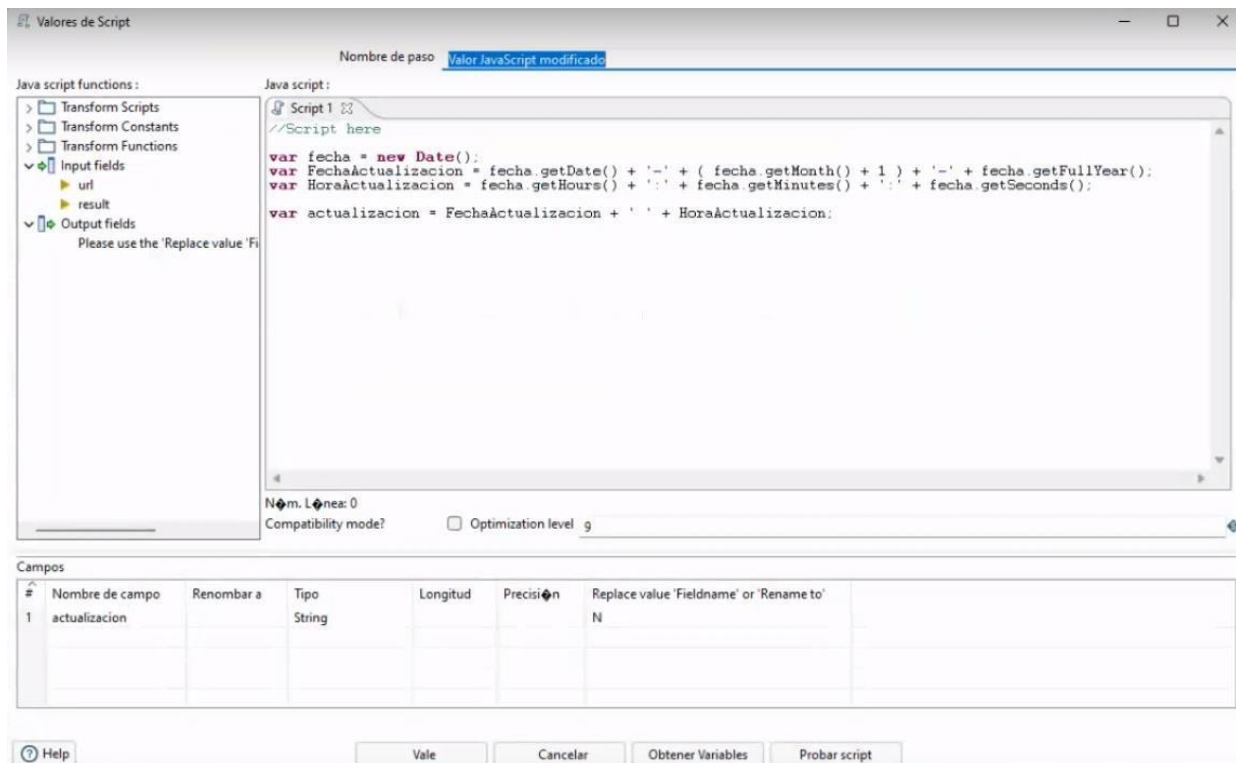 Valores de Script
Nombre de paso Valor JavaScript modificado
Java script functions :
Transform Scripts
Transform Constants
Transform Functions
Input fields
url
result
Output fields
Please use the 'Replace value 'Fi
Java script :
Script 1
//Script here
var fecha = new Date();
var FechaActualizacion = fecha.getDate() + '-' + ( fecha.getMonth() + 1 ) + '-' + fecha.getFullYear();
var HoraActualizacion = fecha.getHours() + ':' + fecha.getMinutes() + ':' + fecha.getSeconds();
var actualizacion = FechaActualizacion + ' ' + HoraActualizacion;
N�m. L�nea: 0
Compatibility mode? Optimization level 9
Campos
# Nombre de campo Renombar a Tipo Longitud Precisi�n Replace value 'Fieldname' or 'Rename to'
1 actualizacion String N
Help Vale Cancelar Obtener Variables Probar script